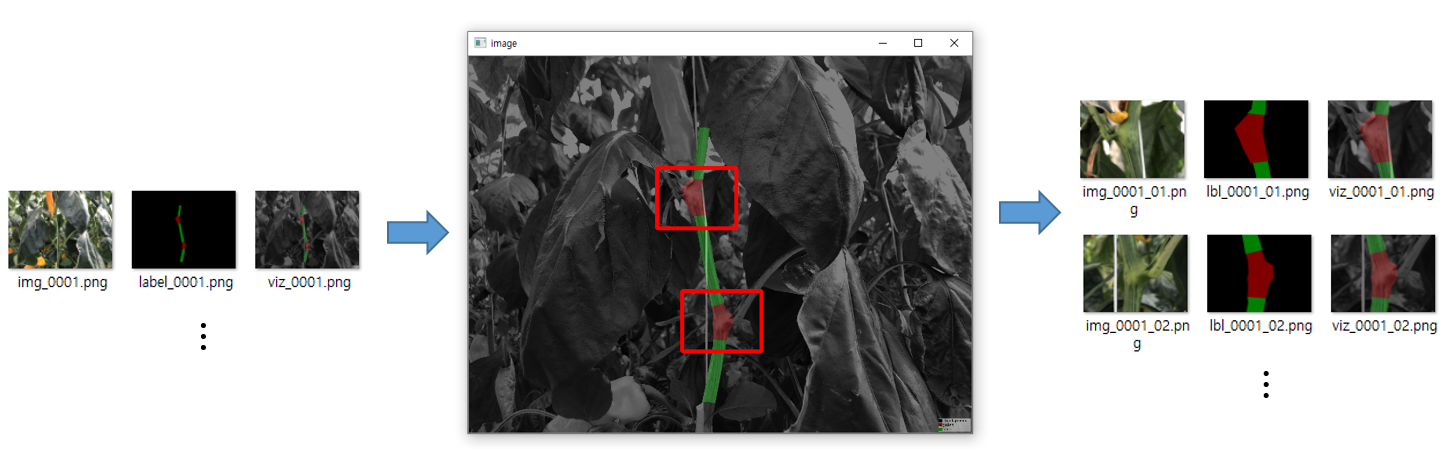 image
img_0001.png
label_0001.png
viz_0001.png
img_0001_01.pn
g
lbl_0001_01.png
viz_0001_01.png
img_0001_02.pn
g
lbl_0001_02.png
viz_0001_02.png